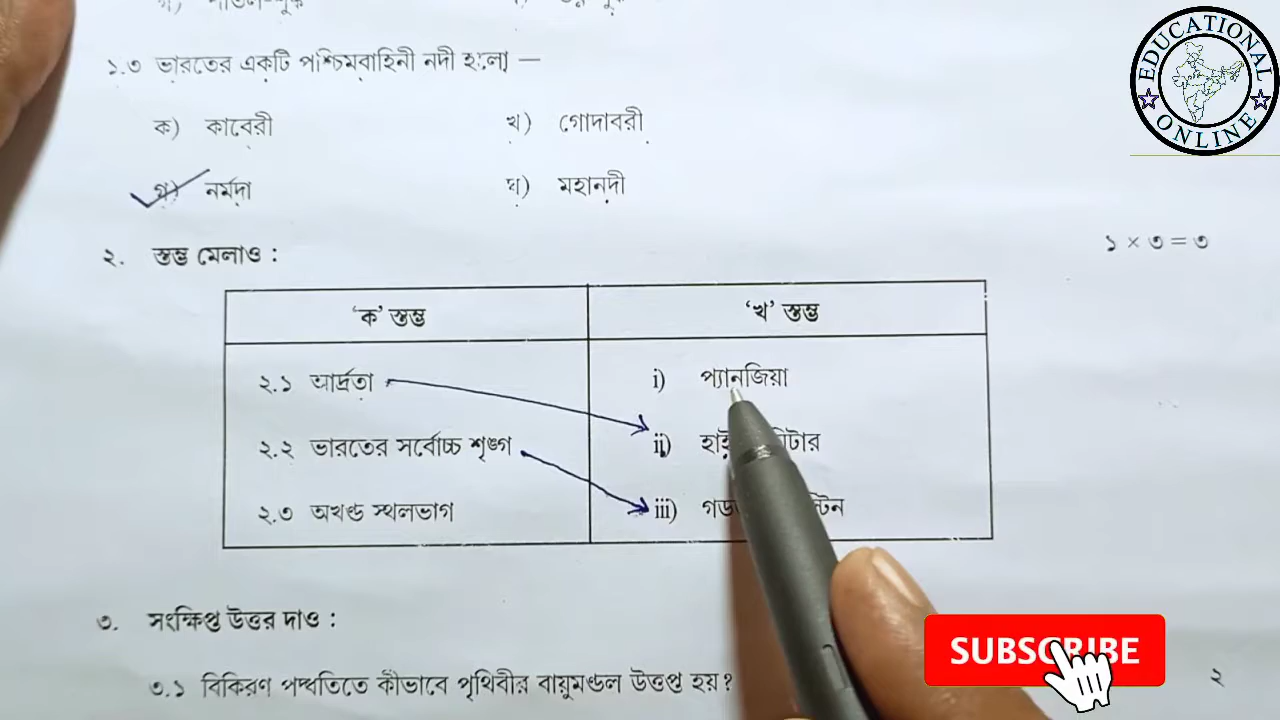 ১.৩ ভারতের একটি পশ্চিমবাহিনী নদী হলো —
ক) কাবেরী খ) গোদাবরী
গ) নর্মদা ঘ) মহানদী
২. স্তম্ভ মেলাও : ১ × ৩ = ৩
‘ক’ স্তম্ভ ‘খ’ স্তম্ভ
২.১ আর্দ্রতা i) প্যানজিয়া
২.২ ভারতের সর্বোচ্চ শৃঙ্গ ii)
২.৩ অখণ্ড স্থলভাগ iii)
৩. সংক্ষিপ্ত উত্তর দাও :
৩.১ বিকিরণ পদ্ধতিতে কীভাবে পৃথিবীর বায়ুমণ্ডল উত্তপ্ত হয়? ২
EDUCATIONAL
ONLINE
SUBSCRIBE